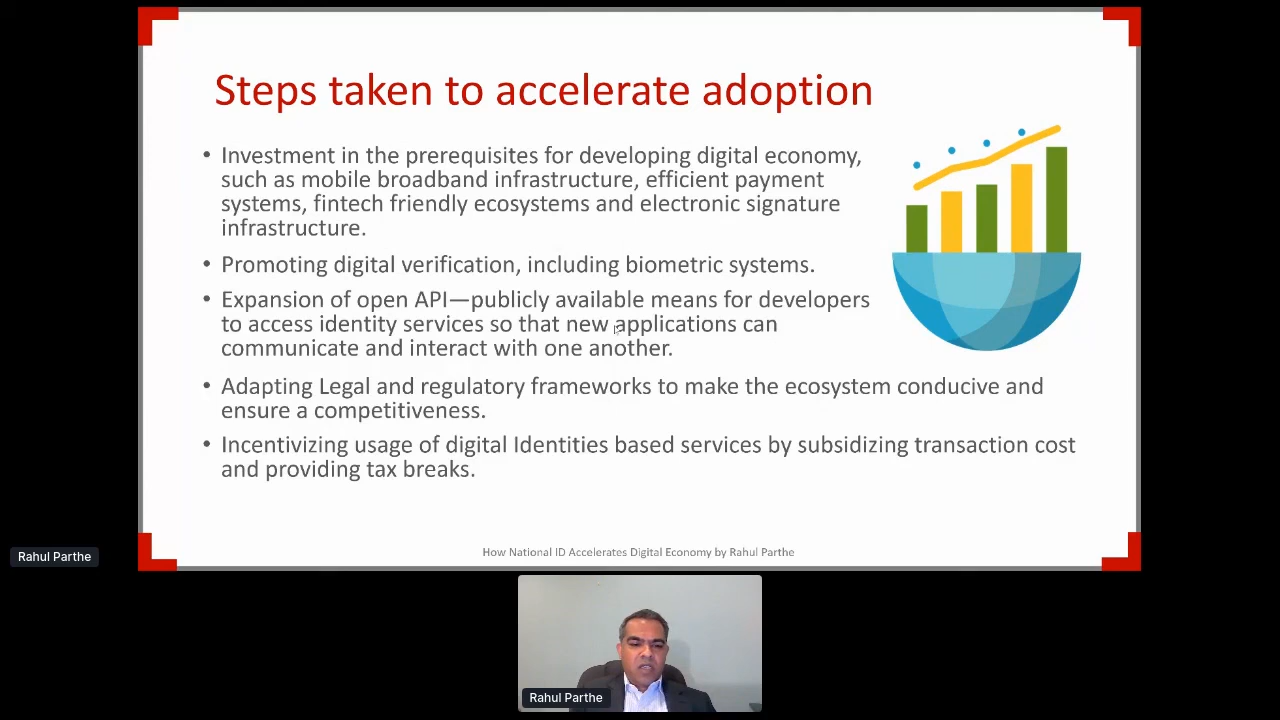 Steps taken to accelerate adoption
• Investment in the prerequisites for developing digital economy,
such as mobile broadband infrastructure, efficient payment
systems, fintech friendly ecosystems and electronic signature
infrastructure.
• Promoting digital verification, including biometric systems.
• Expansion of open API—publicly available means for developers
to access identity services so that new applications can
communicate and interact with one another.
• Adapting Legal and regulatory frameworks to make the ecosystem conducive and
ensure a competitiveness.
• Incentivizing usage of digital Identities based services by subsidizing transaction cost
and providing tax breaks.
How National ID Accelerates Digital Economy by Rahul Parthe
Rahul Parthe
Rahul Parthe